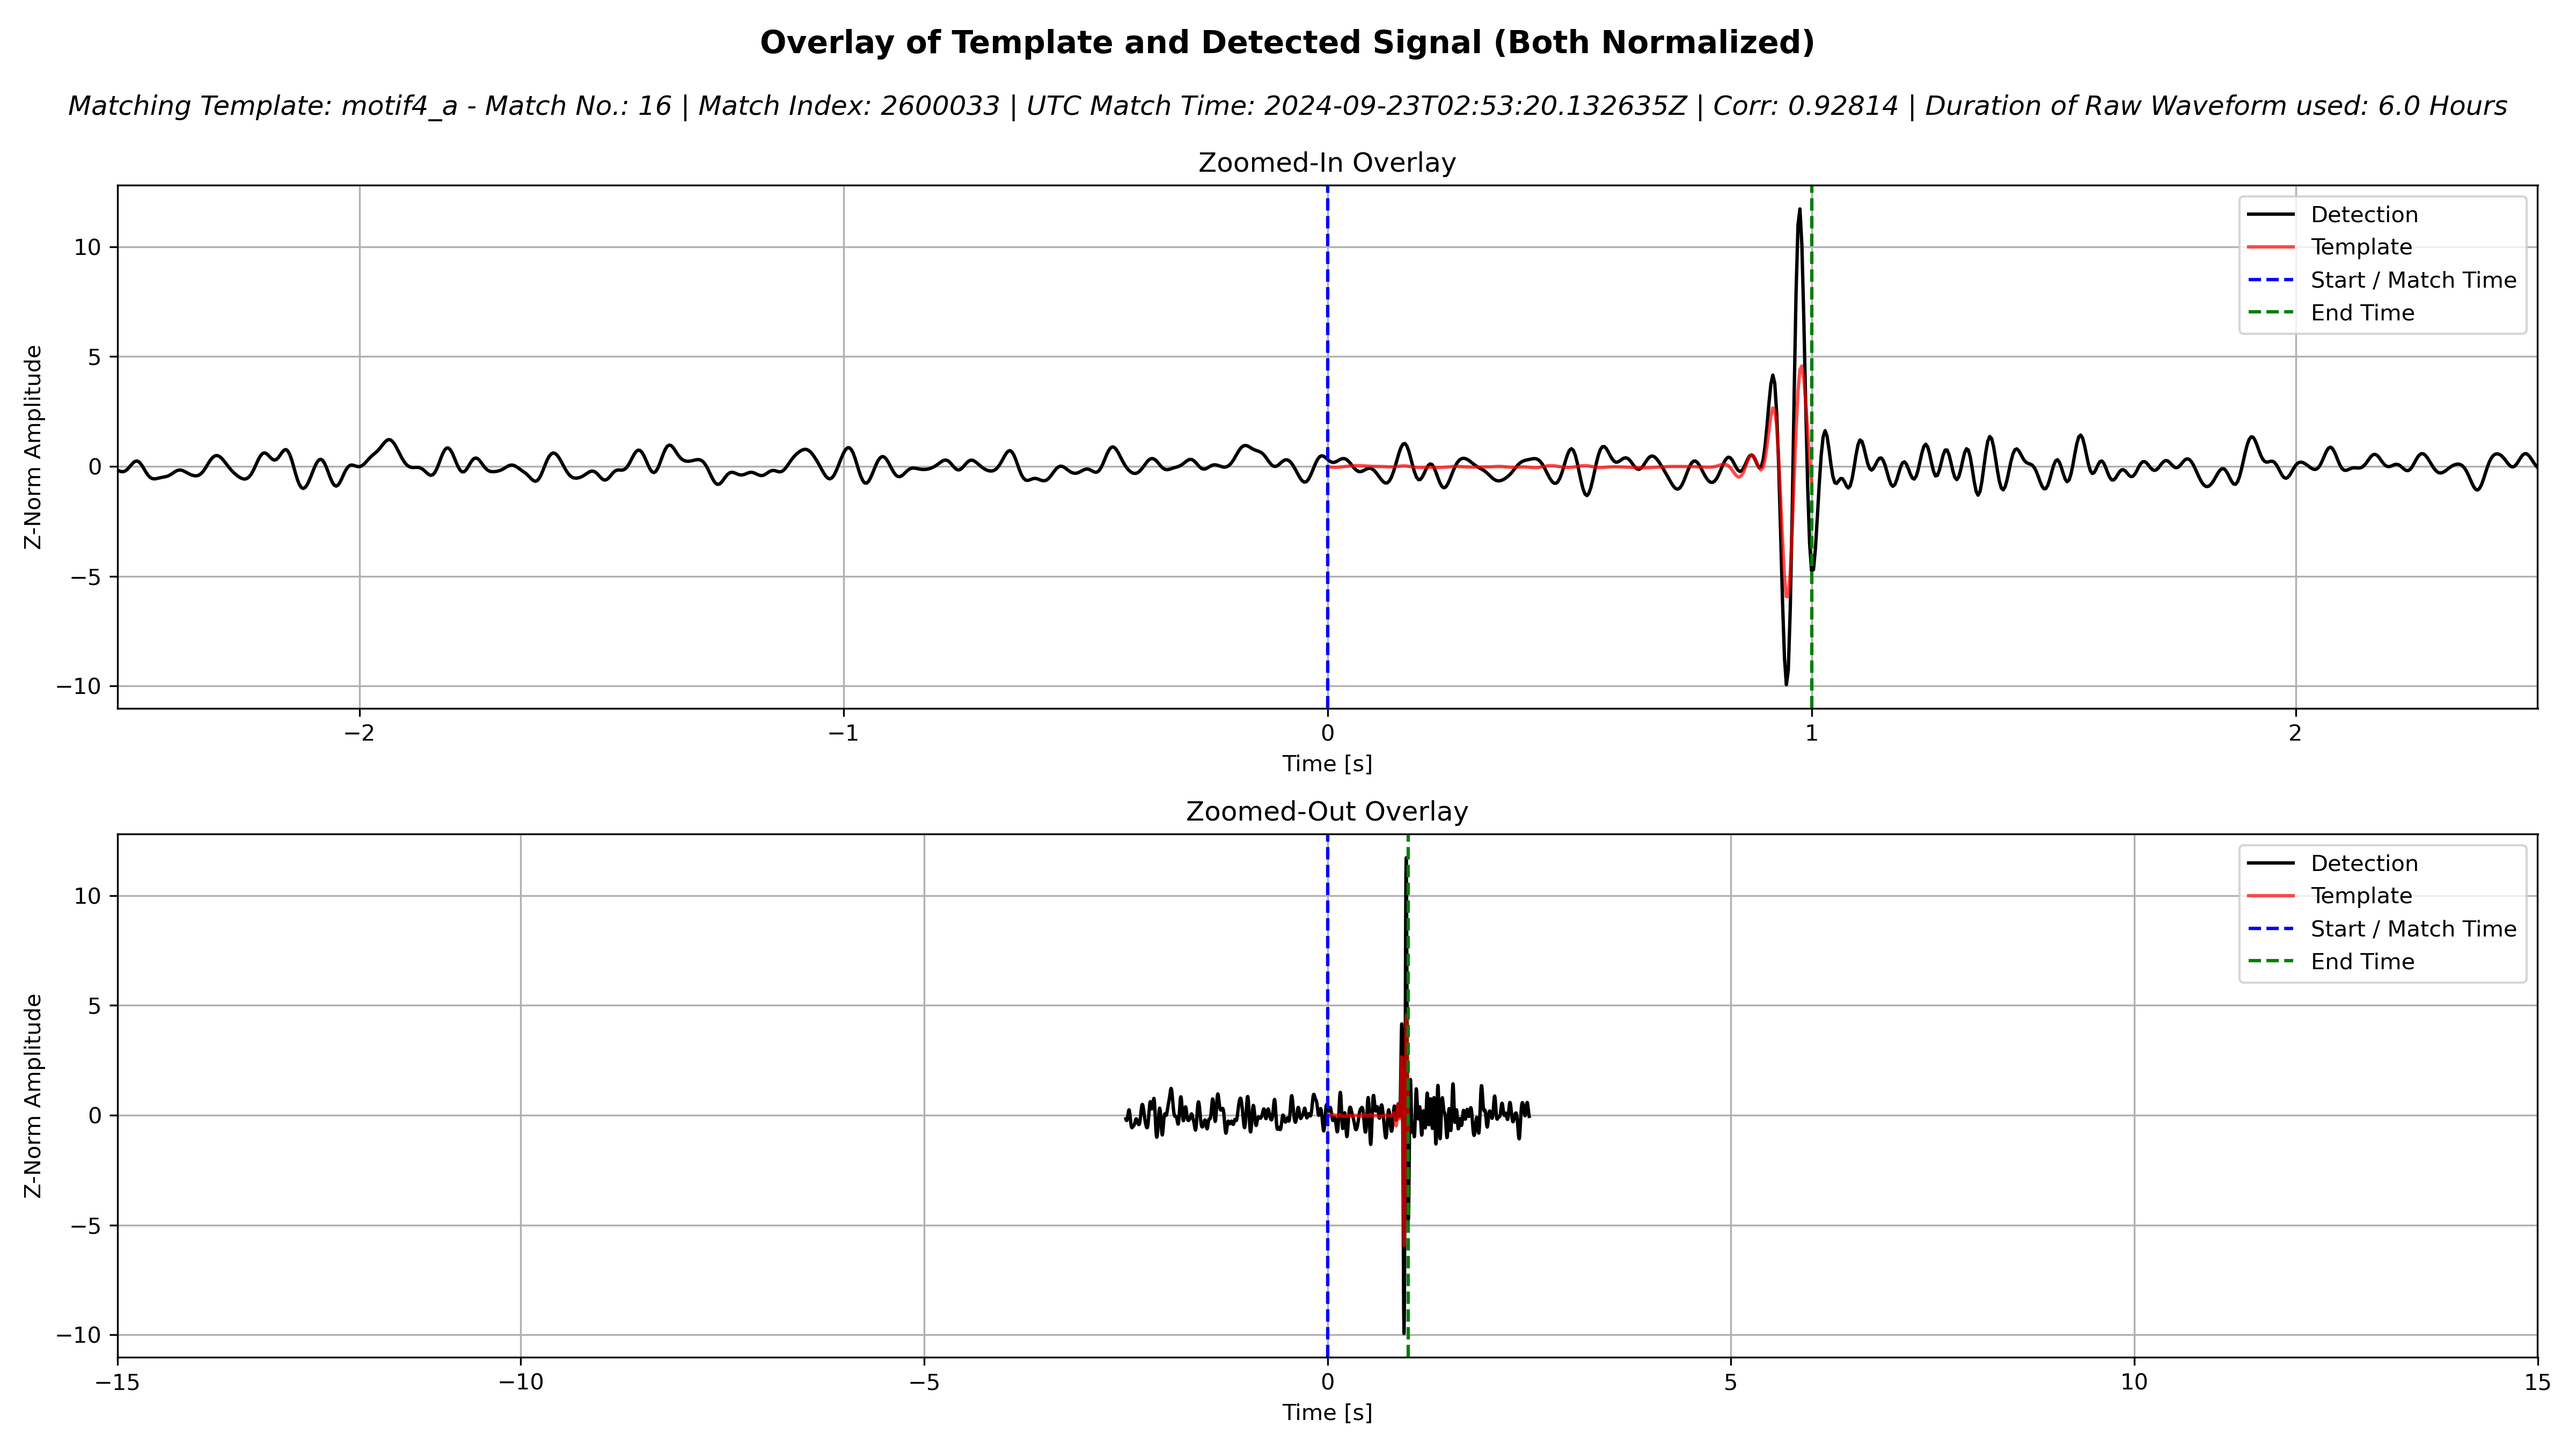 Overlay of Template and Detected Signal (Both Normalized)
Matching Template: motif4_a - Match No.: 16 | Match Index: 2600033 | UTC Match Time: 2024-09-23T02:53:20.132635Z | Corr: 0.92814 | Duration of Raw Waveform used: 6.0 Hours
Zoomed-In Overlay
Z-Norm Amplitude
10
5
0
−5
−10
Detection
Template
Start / Match Time
End Time
−2
−1
0
1
2
Time [s]
Zoomed-Out Overlay
Z-Norm Amplitude
10
5
0
−5
−10
Detection
Template
Start / Match Time
End Time
−15
−10
−5
0
5
10
15
Time [s]